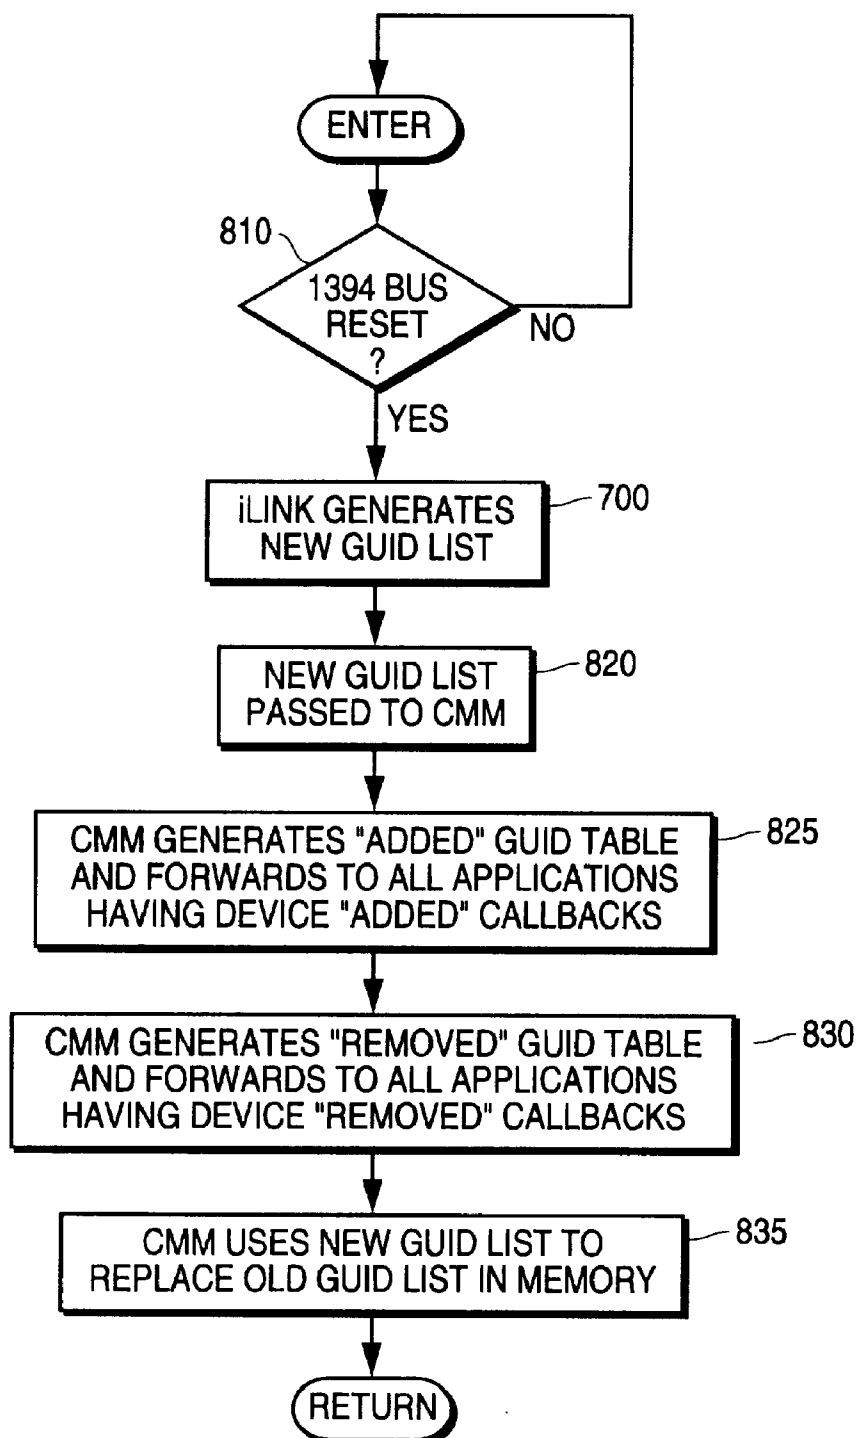 ENTER
810
1394 BUS
RESET
?
NO
YES
iLINK GENERATES
NEW GUID LIST
700
NEW GUID LIST
PASSED TO CMM
820
CMM GENERATES "ADDED" GUID TABLE
AND FORWARDS TO ALL APPLICATIONS
HAVING DEVICE "ADDED" CALLBACKS
825
CMM GENERATES "REMOVED" GUID TABLE
AND FORWARDS TO ALL APPLICATIONS
HAVING DEVICE "REMOVED" CALLBACKS
830
CMM USES NEW GUID LIST TO
REPLACE OLD GUID LIST IN MEMORY
835
RETURN